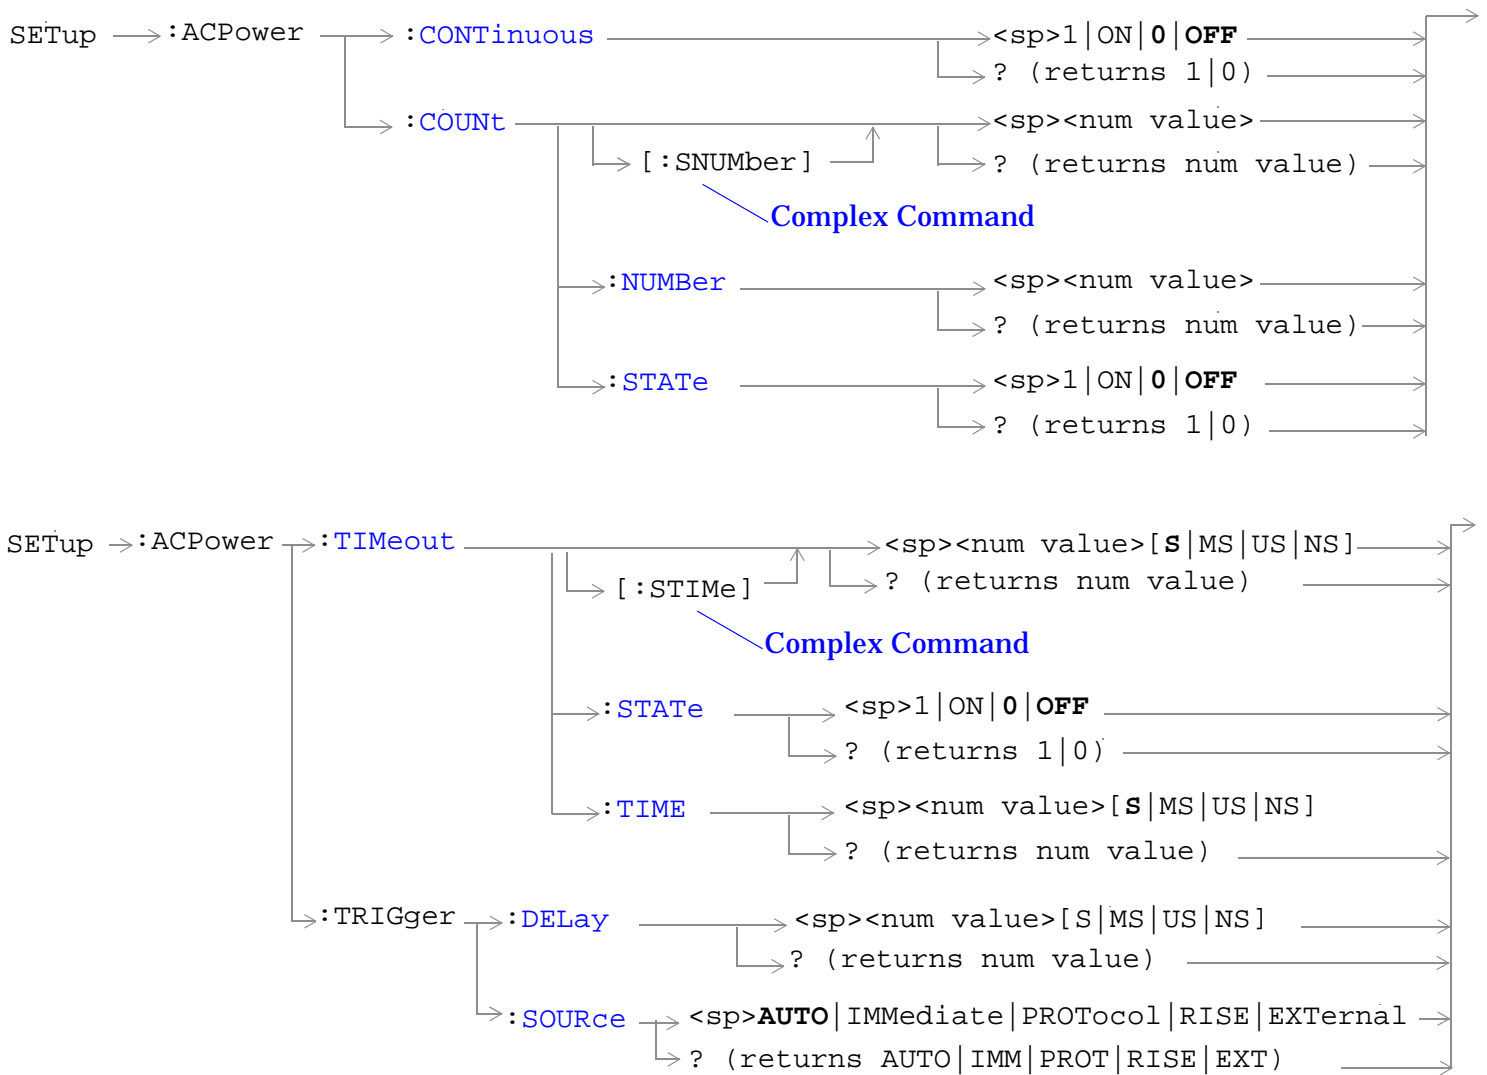 SETup :ACPower :CONTinuous <sp>1|ON|0|OFF
? (returns 1|0)
:COUNt <sp><num value>
[:SNUMber] ? (returns num value)
Complex Command
:NUMBer <sp><num value>
? (returns num value)
:STATe <sp>1|ON|0|OFF
? (returns 1|0)
SETup :ACPower :TIMeout <sp><num value>[S|MS|US|NS]
[:STIMe] ? (returns num value)
Complex Command
:STATe <sp>1|ON|0|OFF
? (returns 1|0)
:TIME <sp><num value>[S|MS|US|NS]
? (returns num value)
:TRIGger :DELay <sp><num value>[S|MS|US|NS]
? (returns num value)
:SOURce <sp>AUTO|IMMediate|PROTocol|RISE|EXTernal
? (returns AUTO|IMM|PROT|RISE|EXT)